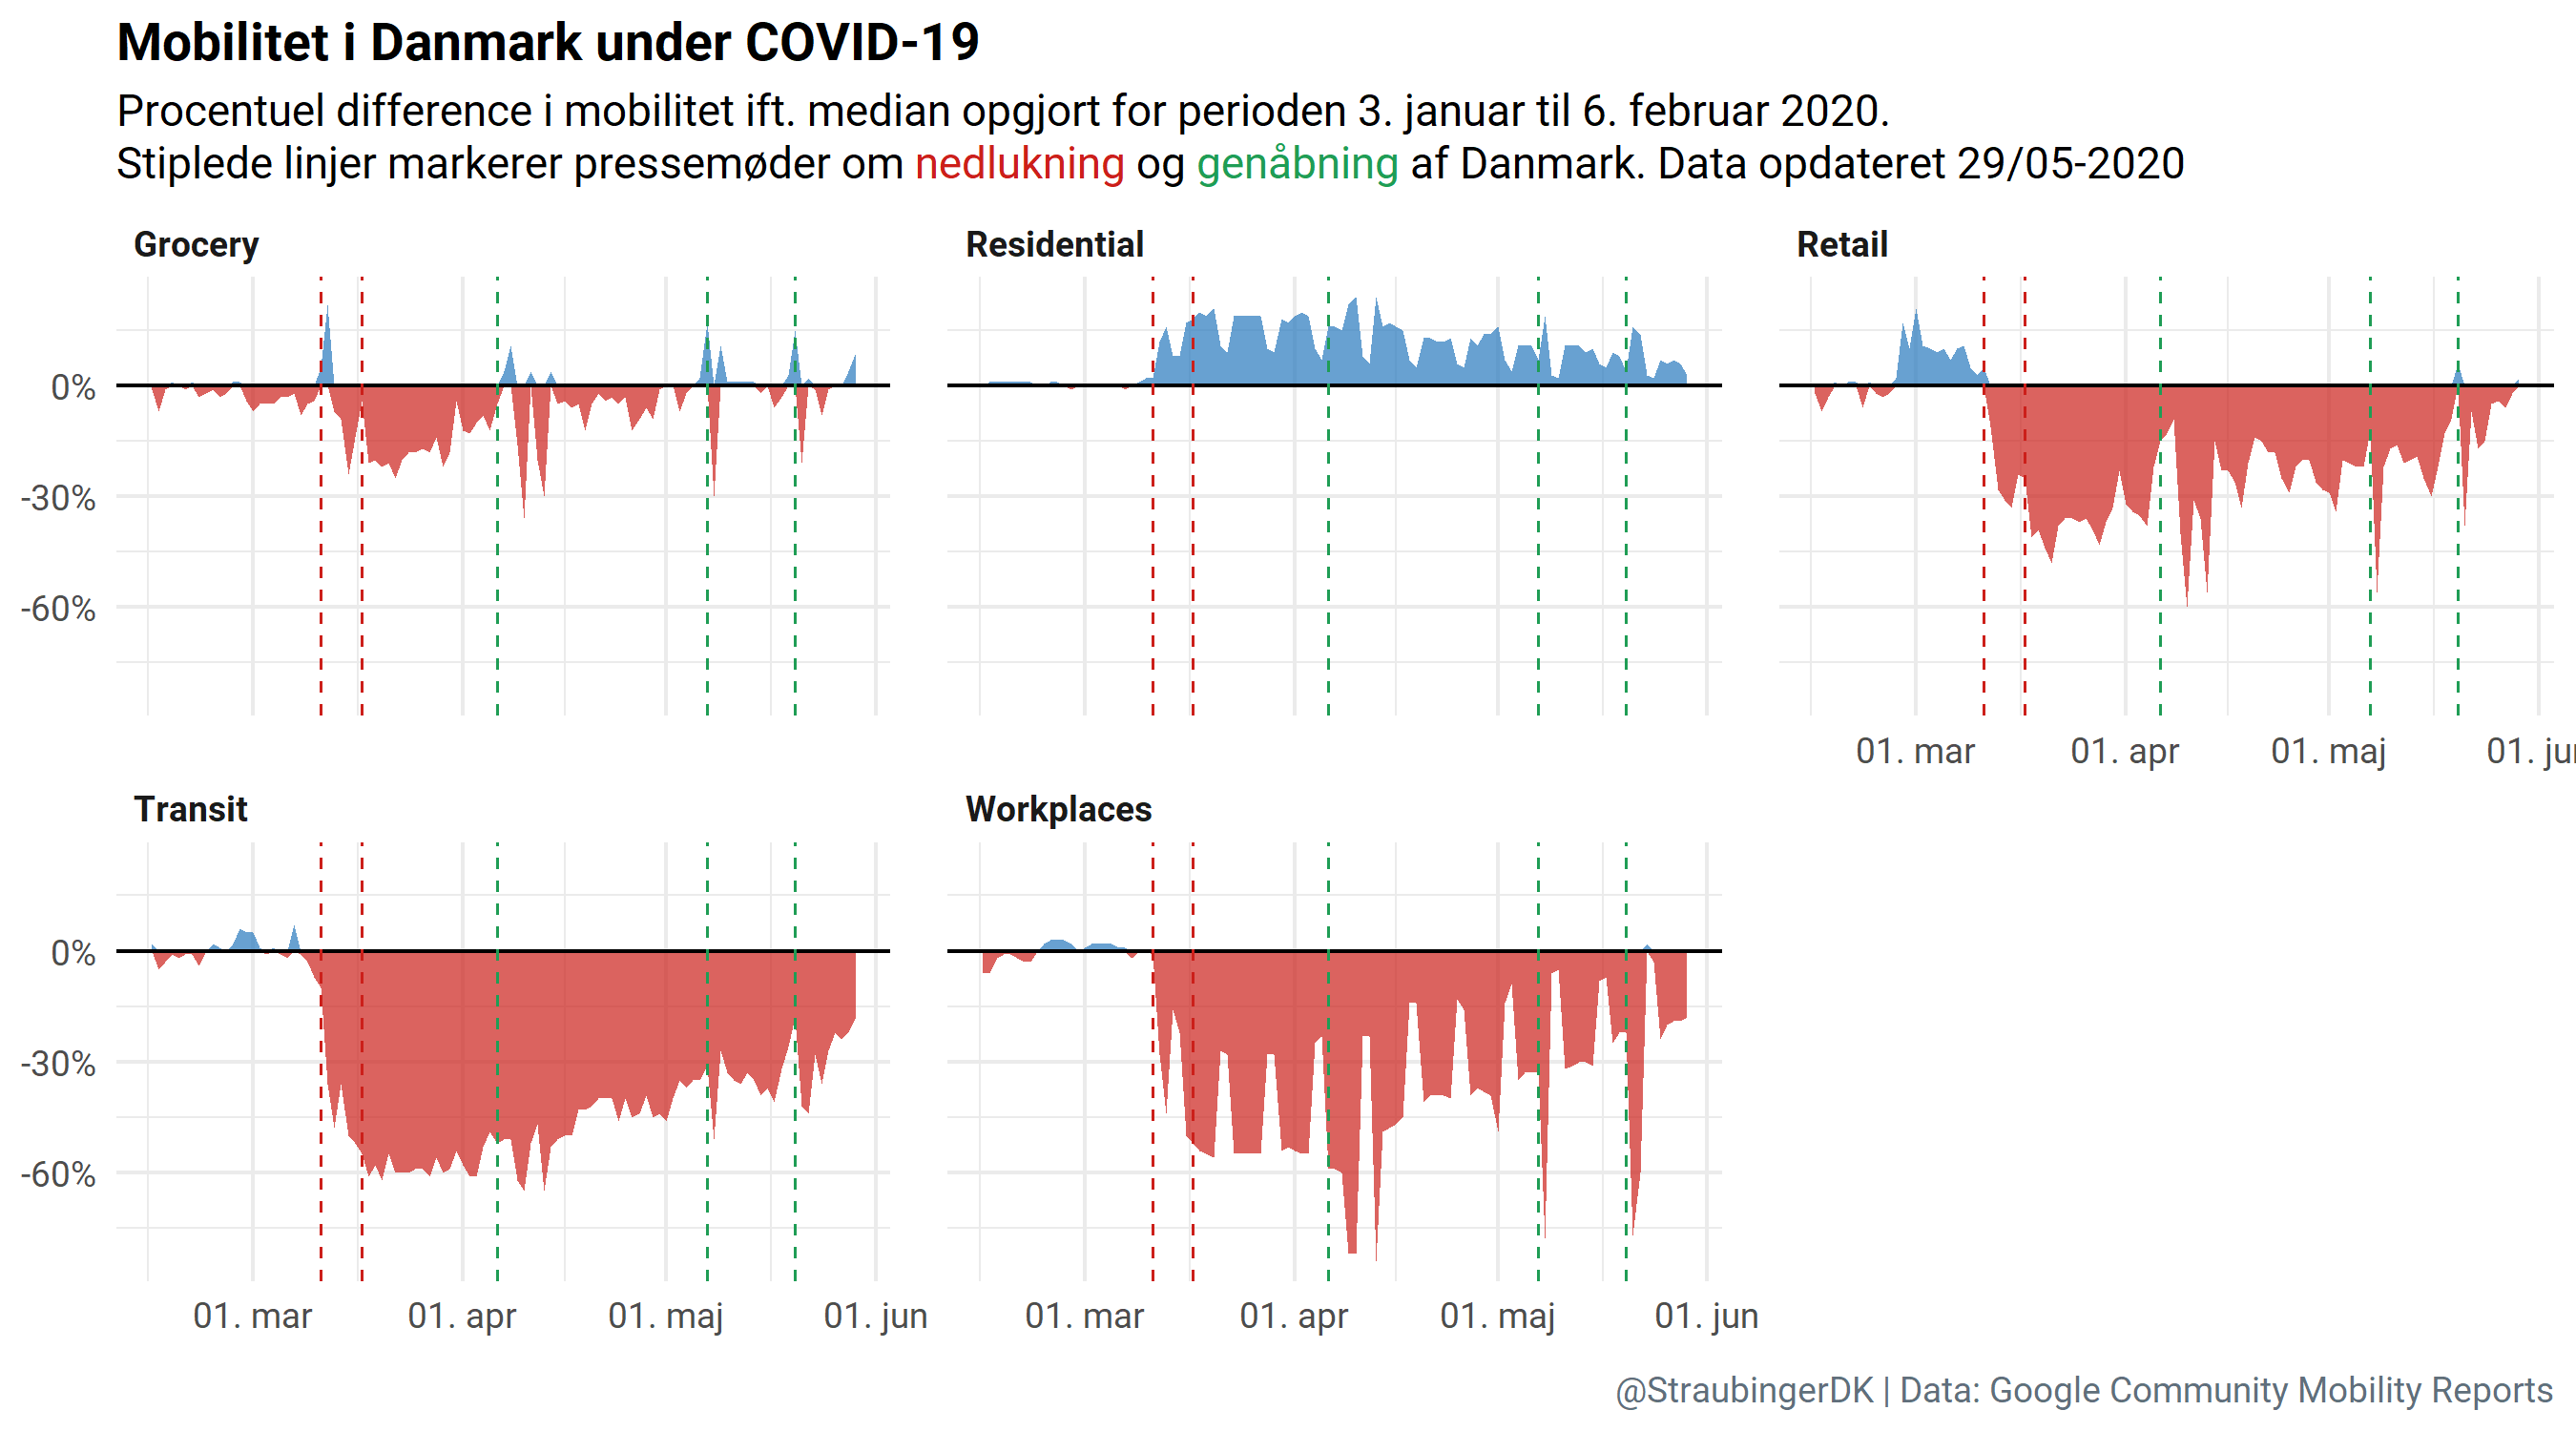 Mobilitet i Danmark under COVID-19
Procentuel difference i mobilitet ift. median opgjort for perioden 3. januar til 6. februar 2020.
Stiplede linjer markerer pressemøder om nedlukning og genåbning af Danmark. Data opdateret 29/05-2020
Grocery
Residential
Retail
0%
-30%
-60%
01. mar
01. apr
01. maj
01. jun
Transit
Workplaces
0%
-30%
-60%
01. mar
01. apr
01. maj
01. jun
01. mar
01. apr
01. maj
01. jun
@StraubingerDK | Data: Google Community Mobility Reports